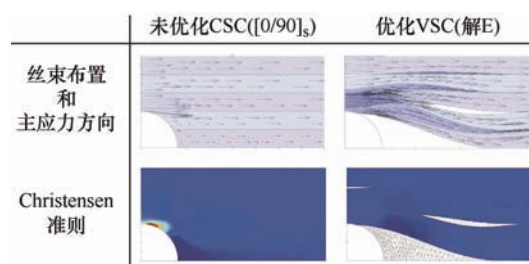 未优化CSC([0/90]s)
优化VSC(解E)
丝束布置
和
主应力方向
Christensen
准则